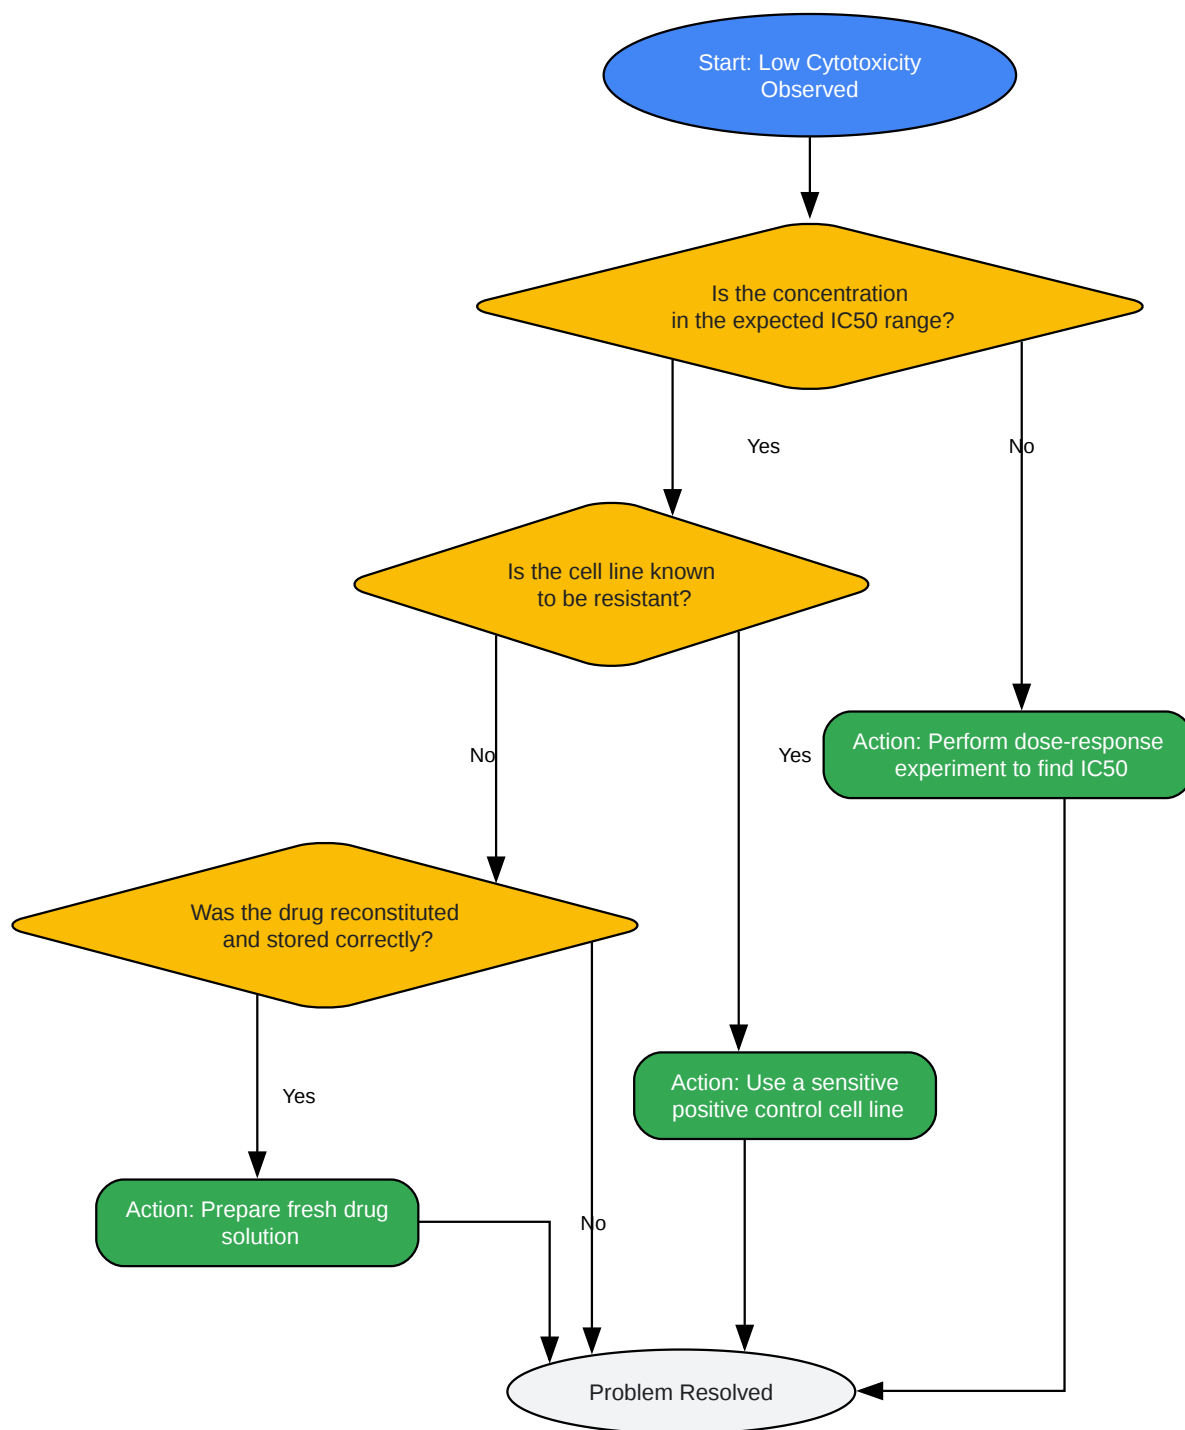 Start: Low Cytotoxicity
Observed
Is the concentration
in the expected IC50 range?
Yes
No
Is the cell line known
to be resistant?
No
Yes
Action: Perform dose-response
experiment to find IC50
Was the drug reconstituted
and stored correctly?
Yes
Action: Use a sensitive
positive control cell line
Action: Prepare fresh drug
solution
No
Problem Resolved